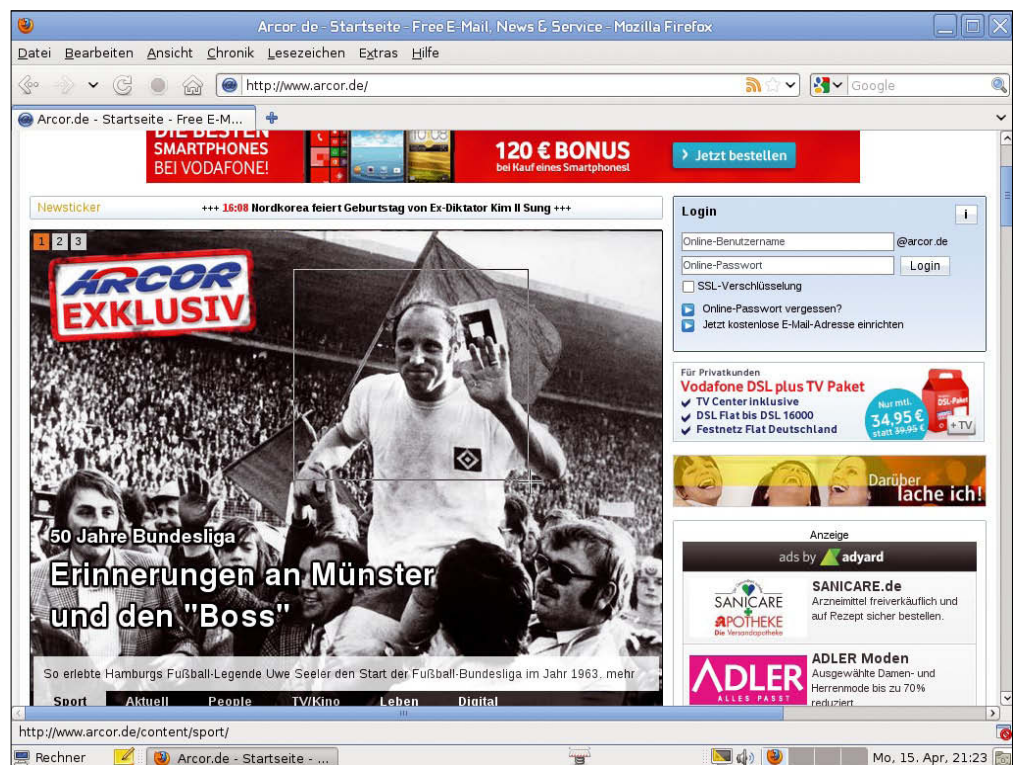 Arcor.de - Startseite - Free E-Mail, News & Service - Mozilla Firefox
Datei Bearbeiten Ansicht Chronik Lesezeichen Extras Hilfe
http://www.arcor.de/
Google
Arcor.de - Startseite - Free E-M...
DIE BESTEN
SMARTPHONES
BEI VODAFONE!
10:08
120 € BONUS
bei Kauf eines Smartphones!
Jetzt bestellen
Newsticker
+++ 16:08 Nordkorea feiert Geburtstag von Ex-Diktator Kim Il Sung +++
1 2 3
ARCOR
EXKLUSIV
50 Jahre Bundesliga
Erinnerungen an Münster
und den "Boss"
So erlebte Hamburgs Fußball-Legende Uwe Seeler den Start der Fußball-Bundesliga im Jahr 1963. mehr
Sport Aktuell People TV/Kino Leben Digital
Login
i
Online-Benutzername @arcor.de
Online-Passwort Login
SSL-Verschlüsselung
Online-Passwort vergessen?
Jetzt kostenlose E-Mail-Adresse einrichten
Für Privatkunden
Vodafone DSL plus TV Paket
TV Center inklusive
DSL Flat bis DSL 16000
Festnetz Flat Deutschland
Nur mtl.
34,95 €
statt 39,95 €
DSL-Paket
+ TV
Darüber
lache ich!
Anzeige
ads by adyard
SANICARE
APOTHEKE
Die Versandapotheke
SANICARE.de
Arzneimittel freiverkäuflich und
auf Rezept sicher bestellen.
ADLER
ALLES PASST
ADLER Moden
Ausgewählte Damen- und
Herrenmode bis zu 70%
reduziert
http://www.arcor.de/content/sport/
Rechner
Arcor.de - Startseite - ...
Mo, 15. Apr, 21:23